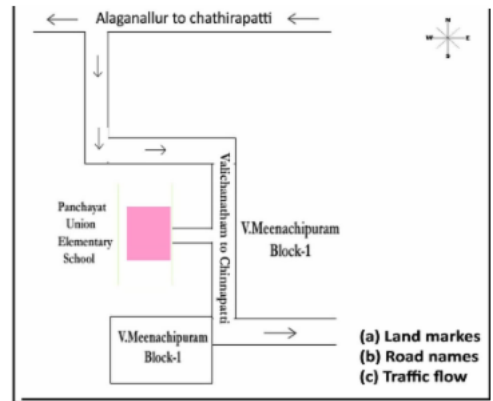 Alaganallur to chathirapatti
N
W
E
S
Valichanatham to Chinnapatti
Panchayat
Union
Elementary
School
V.Meenachipuram
Block-1
V.Meenachipuram
Block-1
(a) Land markes
(b) Road names
(c) Traffic flow